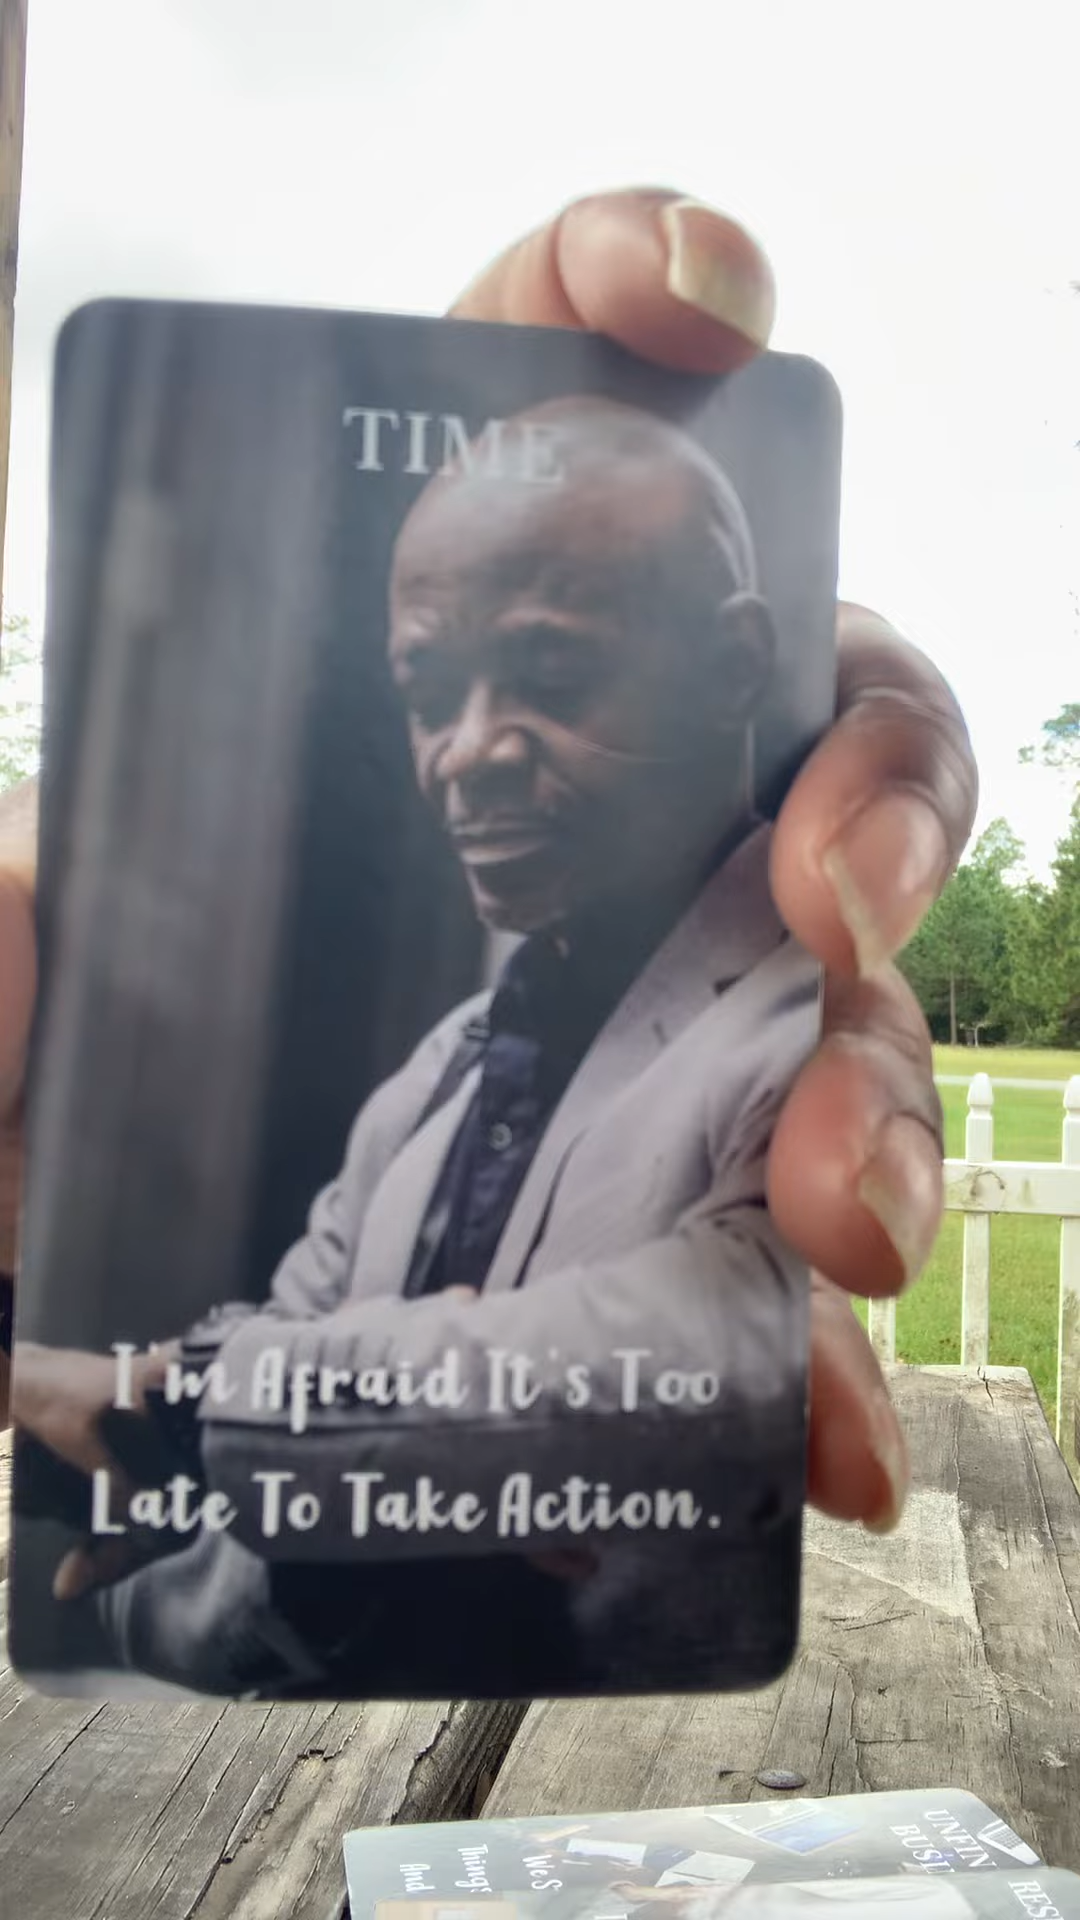 TIME
I'm Afraid It's Too
Late To Take Action.
UNFIN
BUSI
We S
Things
And
RES